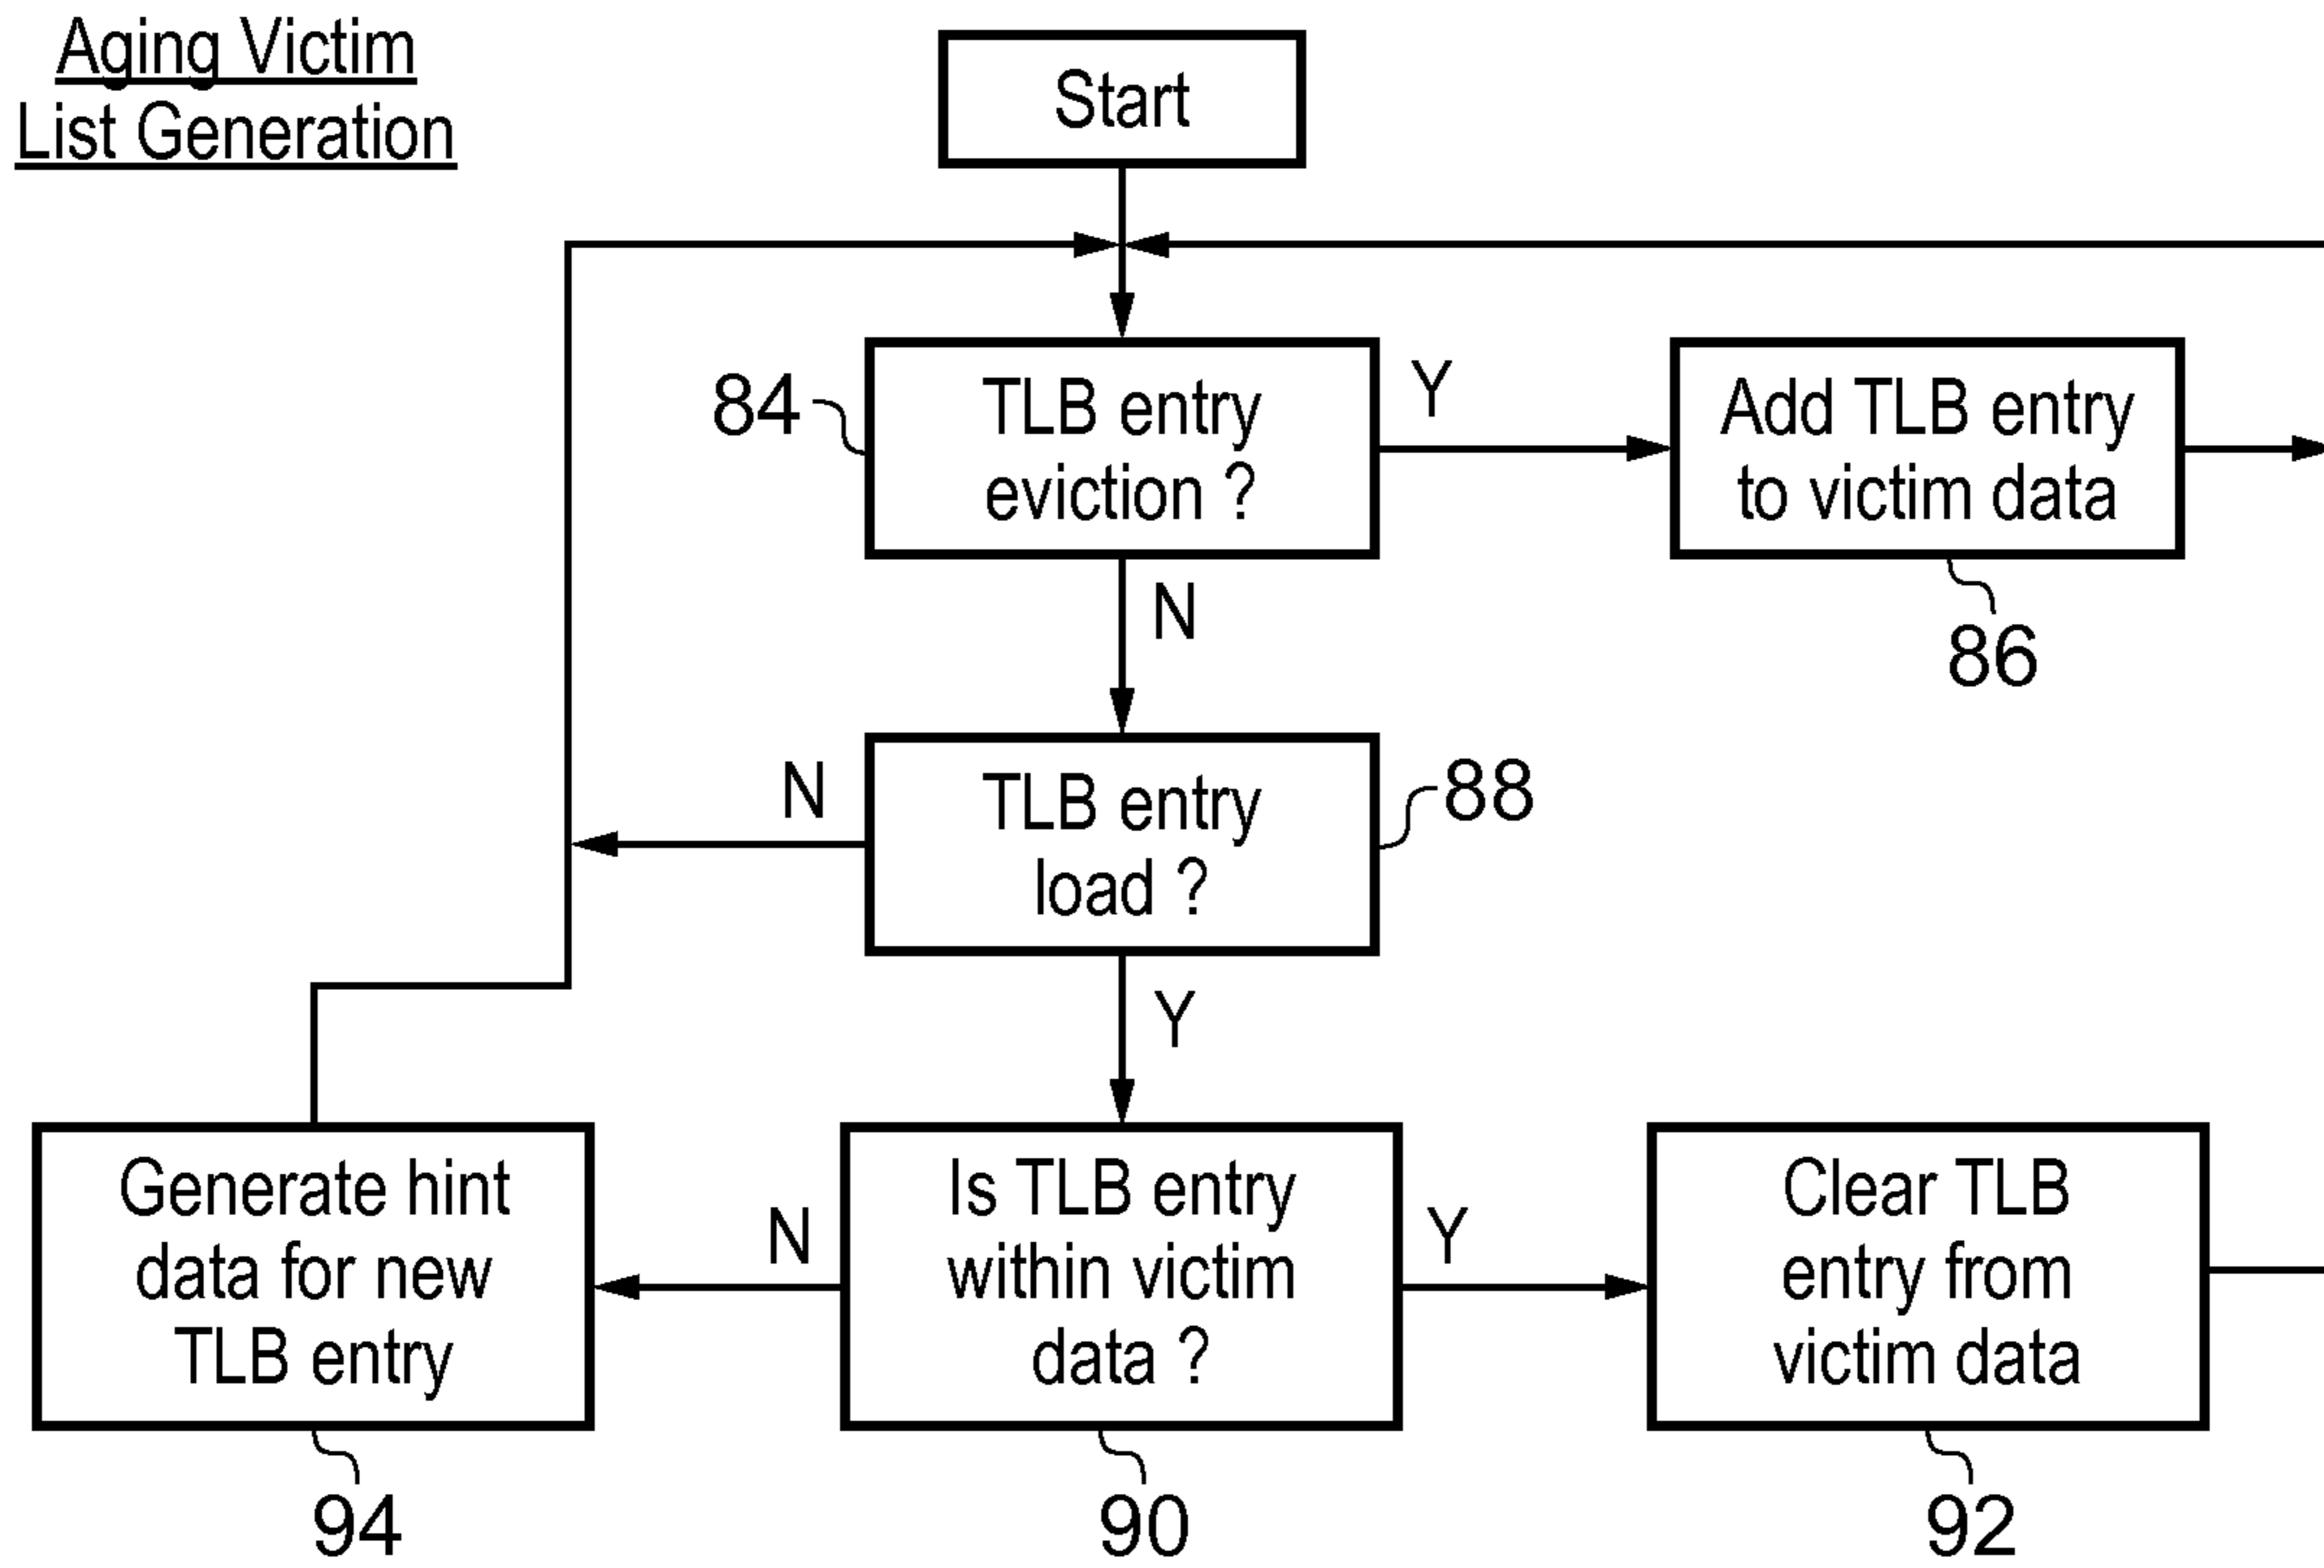 Aging Victim
List Generation
Start
84
TLB entry
eviction ?
Y
Add TLB entry
to victim data
86
N
TLB entry
load ?
88
N
Y
Generate hint
data for new
TLB entry
94
N
Is TLB entry
within victim
data ?
90
Y
Clear TLB
entry from
victim data
92